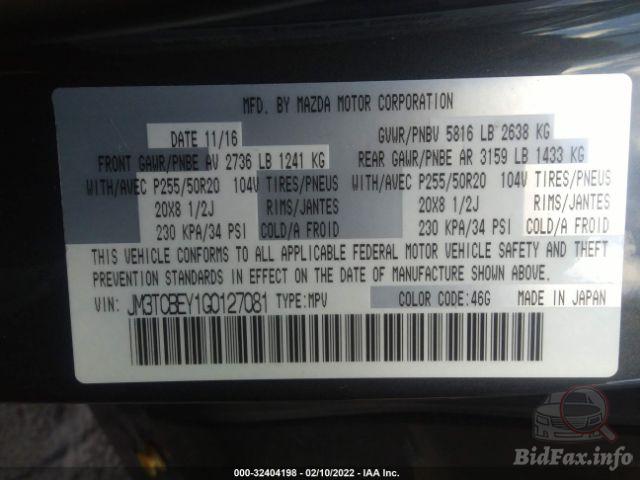 MFD. BY MAZDA MOTOR CORPORATION
DATE 11/16 GVWR/PNBV 5816 LB 2638 KG
FRONT GAWR/PNBE AV 2736 LB 1241 KG REAR GAWR/PNBE AR 3159 LB 1433 KG
WITH/AVEC P255/50R20 104V TIRES/PNEUS WITH/AVEC P255/50R20 104V TIRES/PNEUS
20X8 1/2J RIMS/JANTES 20X8 1/2J RIMS/JANTES
230 KPA/34 PSI COLD/A FROID 230 KPA/34 PSI COLD/A FROID
THIS VEHICLE CONFORMS TO ALL APPLICABLE FEDERAL MOTOR VEHICLE SAFETY AND THEFT
PREVENTION STANDARDS IN EFFECT ON THE DATE OF MANUFACTURE SHOWN ABOVE.
VIN: JM3TCBEY1G0127081 TYPE:MPV COLOR CODE:46G MADE IN JAPAN
BidFax.info
000-32404198 - 02/10/2022 - IAA Inc.